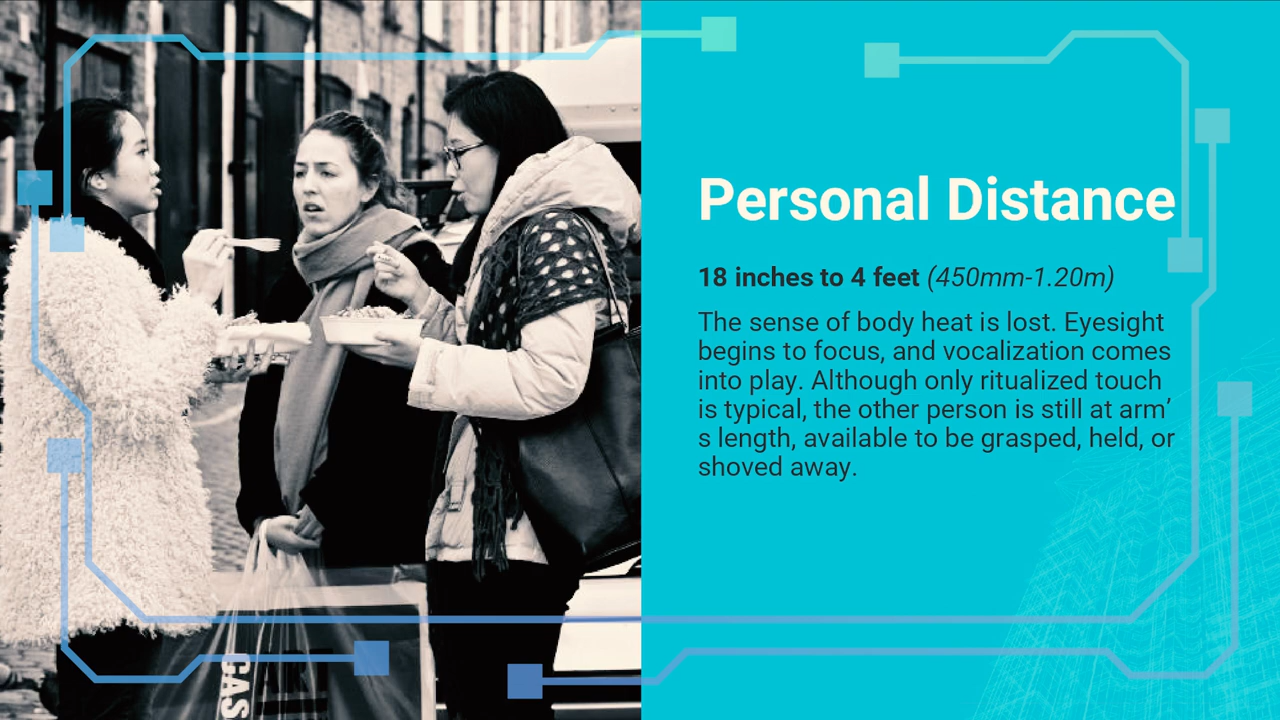 Personal Distance
18 inches to 4 feet (450mm-1.20m)
The sense of body heat is lost. Eyesight
begins to focus, and vocalization comes
into play. Although only ritualized touch
is typical, the other person is still at arm’
s length, available to be grasped, held, or
shoved away.
CAS